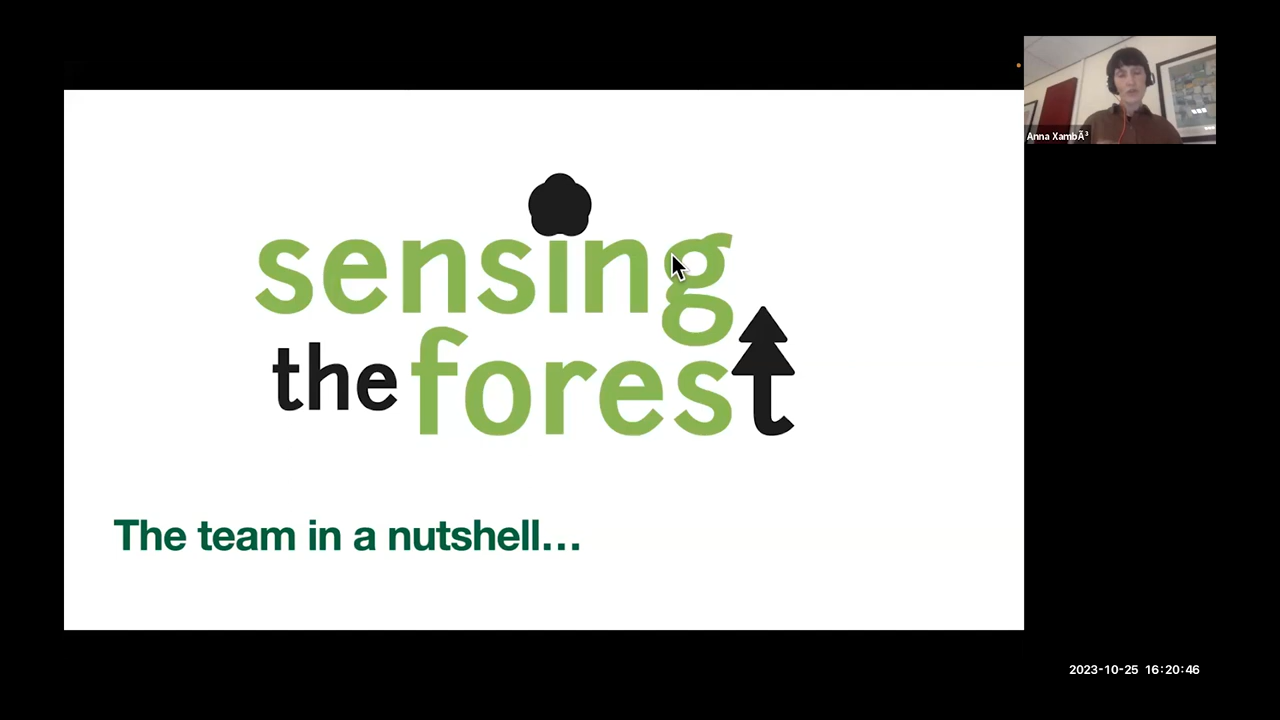 sensing
the forest
The team in a nutshell...
Anna XambÃ³
2023-10-25 16:20:46